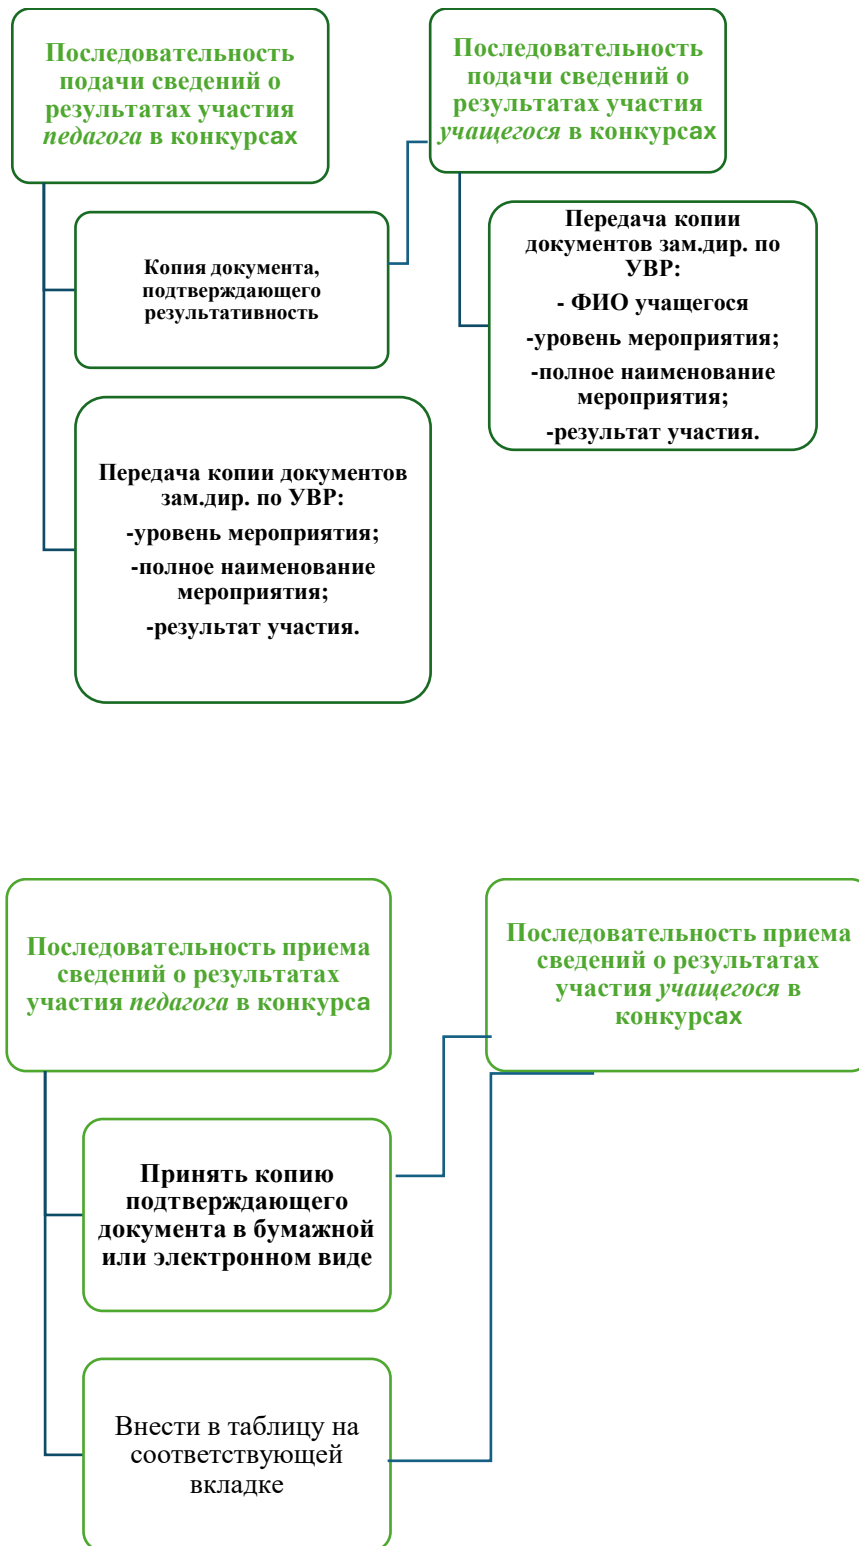 Последовательность
подачи сведений о
результатах участия
педагога в конкурсах
Последовательность
подачи сведений о
результатах участия
учащегося в конкурсах
Копия документа,
подтверждающего
результативность
Передача копии
документов зам.дир. по
УВР:
- ФИО учащегося
-уровень мероприятия;
-полное наименование
мероприятия;
-результат участия.
Передача копии документов
зам.дир. по УВР:
-уровень мероприятия;
-полное наименование
мероприятия;
-результат участия.
Последовательность приема
сведений о результатах
участия педагога в конкурса
Последовательность приема
сведений о результатах
участия учащегося в
конкурсах
Принять копию
подтверждающего
документа в бумажной
или электронном виде
Внести в таблицу на
соответствующей
вкладке